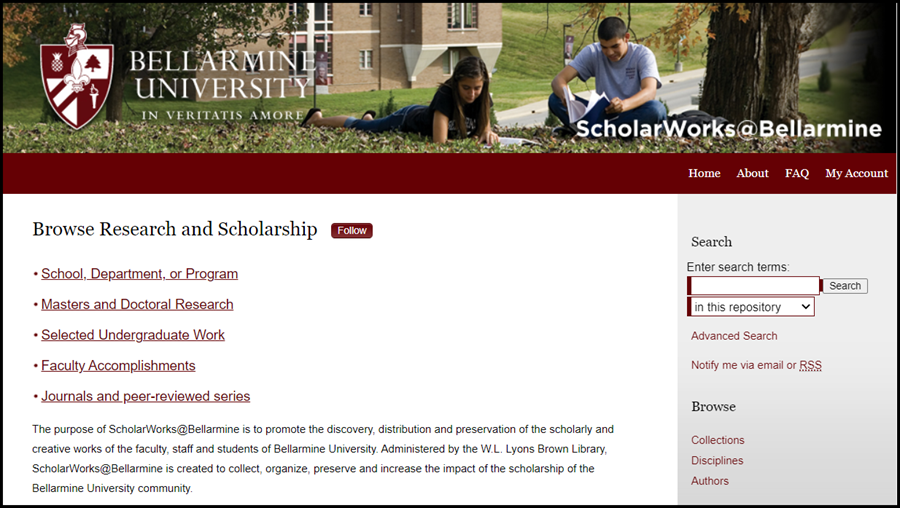 BELLARMINE
UNIVERSITY
IN VERITATIS AMORE
ScholarWorks@Bellarmine
Home About FAQ My Account
Browse Research and Scholarship Follow
• School, Department, or Program
• Masters and Doctoral Research
• Selected Undergraduate Work
• Faculty Accomplishments
• Journals and peer-reviewed series
The purpose of ScholarWorks@Bellarmine is to promote the discovery, distribution and preservation of the scholarly and
creative works of the faculty, staff and students of Bellarmine University. Administered by the W.L. Lyons Brown Library,
ScholarWorks@Bellarmine is created to collect, organize, preserve and increase the impact of the scholarship of the
Bellarmine University community.
Search
Enter search terms:
Search
in this repository
Advanced Search
Notify me via email or RSS
Browse
Collections
Disciplines
Authors